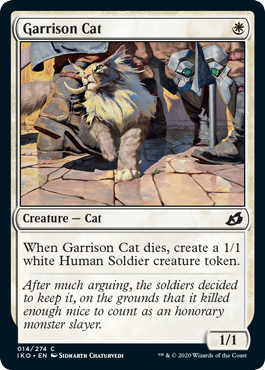 Garrison Cat
Creature — Cat
When Garrison Cat dies, create a 1/1
white Human Soldier creature token.
After much arguing, the soldiers decided
to keep it, on the grounds that it killed
enough mice to count as an honorary
monster slayer.
1/1
014/274 C
IKO • EN Sidharth Chaturvedi
™ & © 2020 Wizards of the Coast